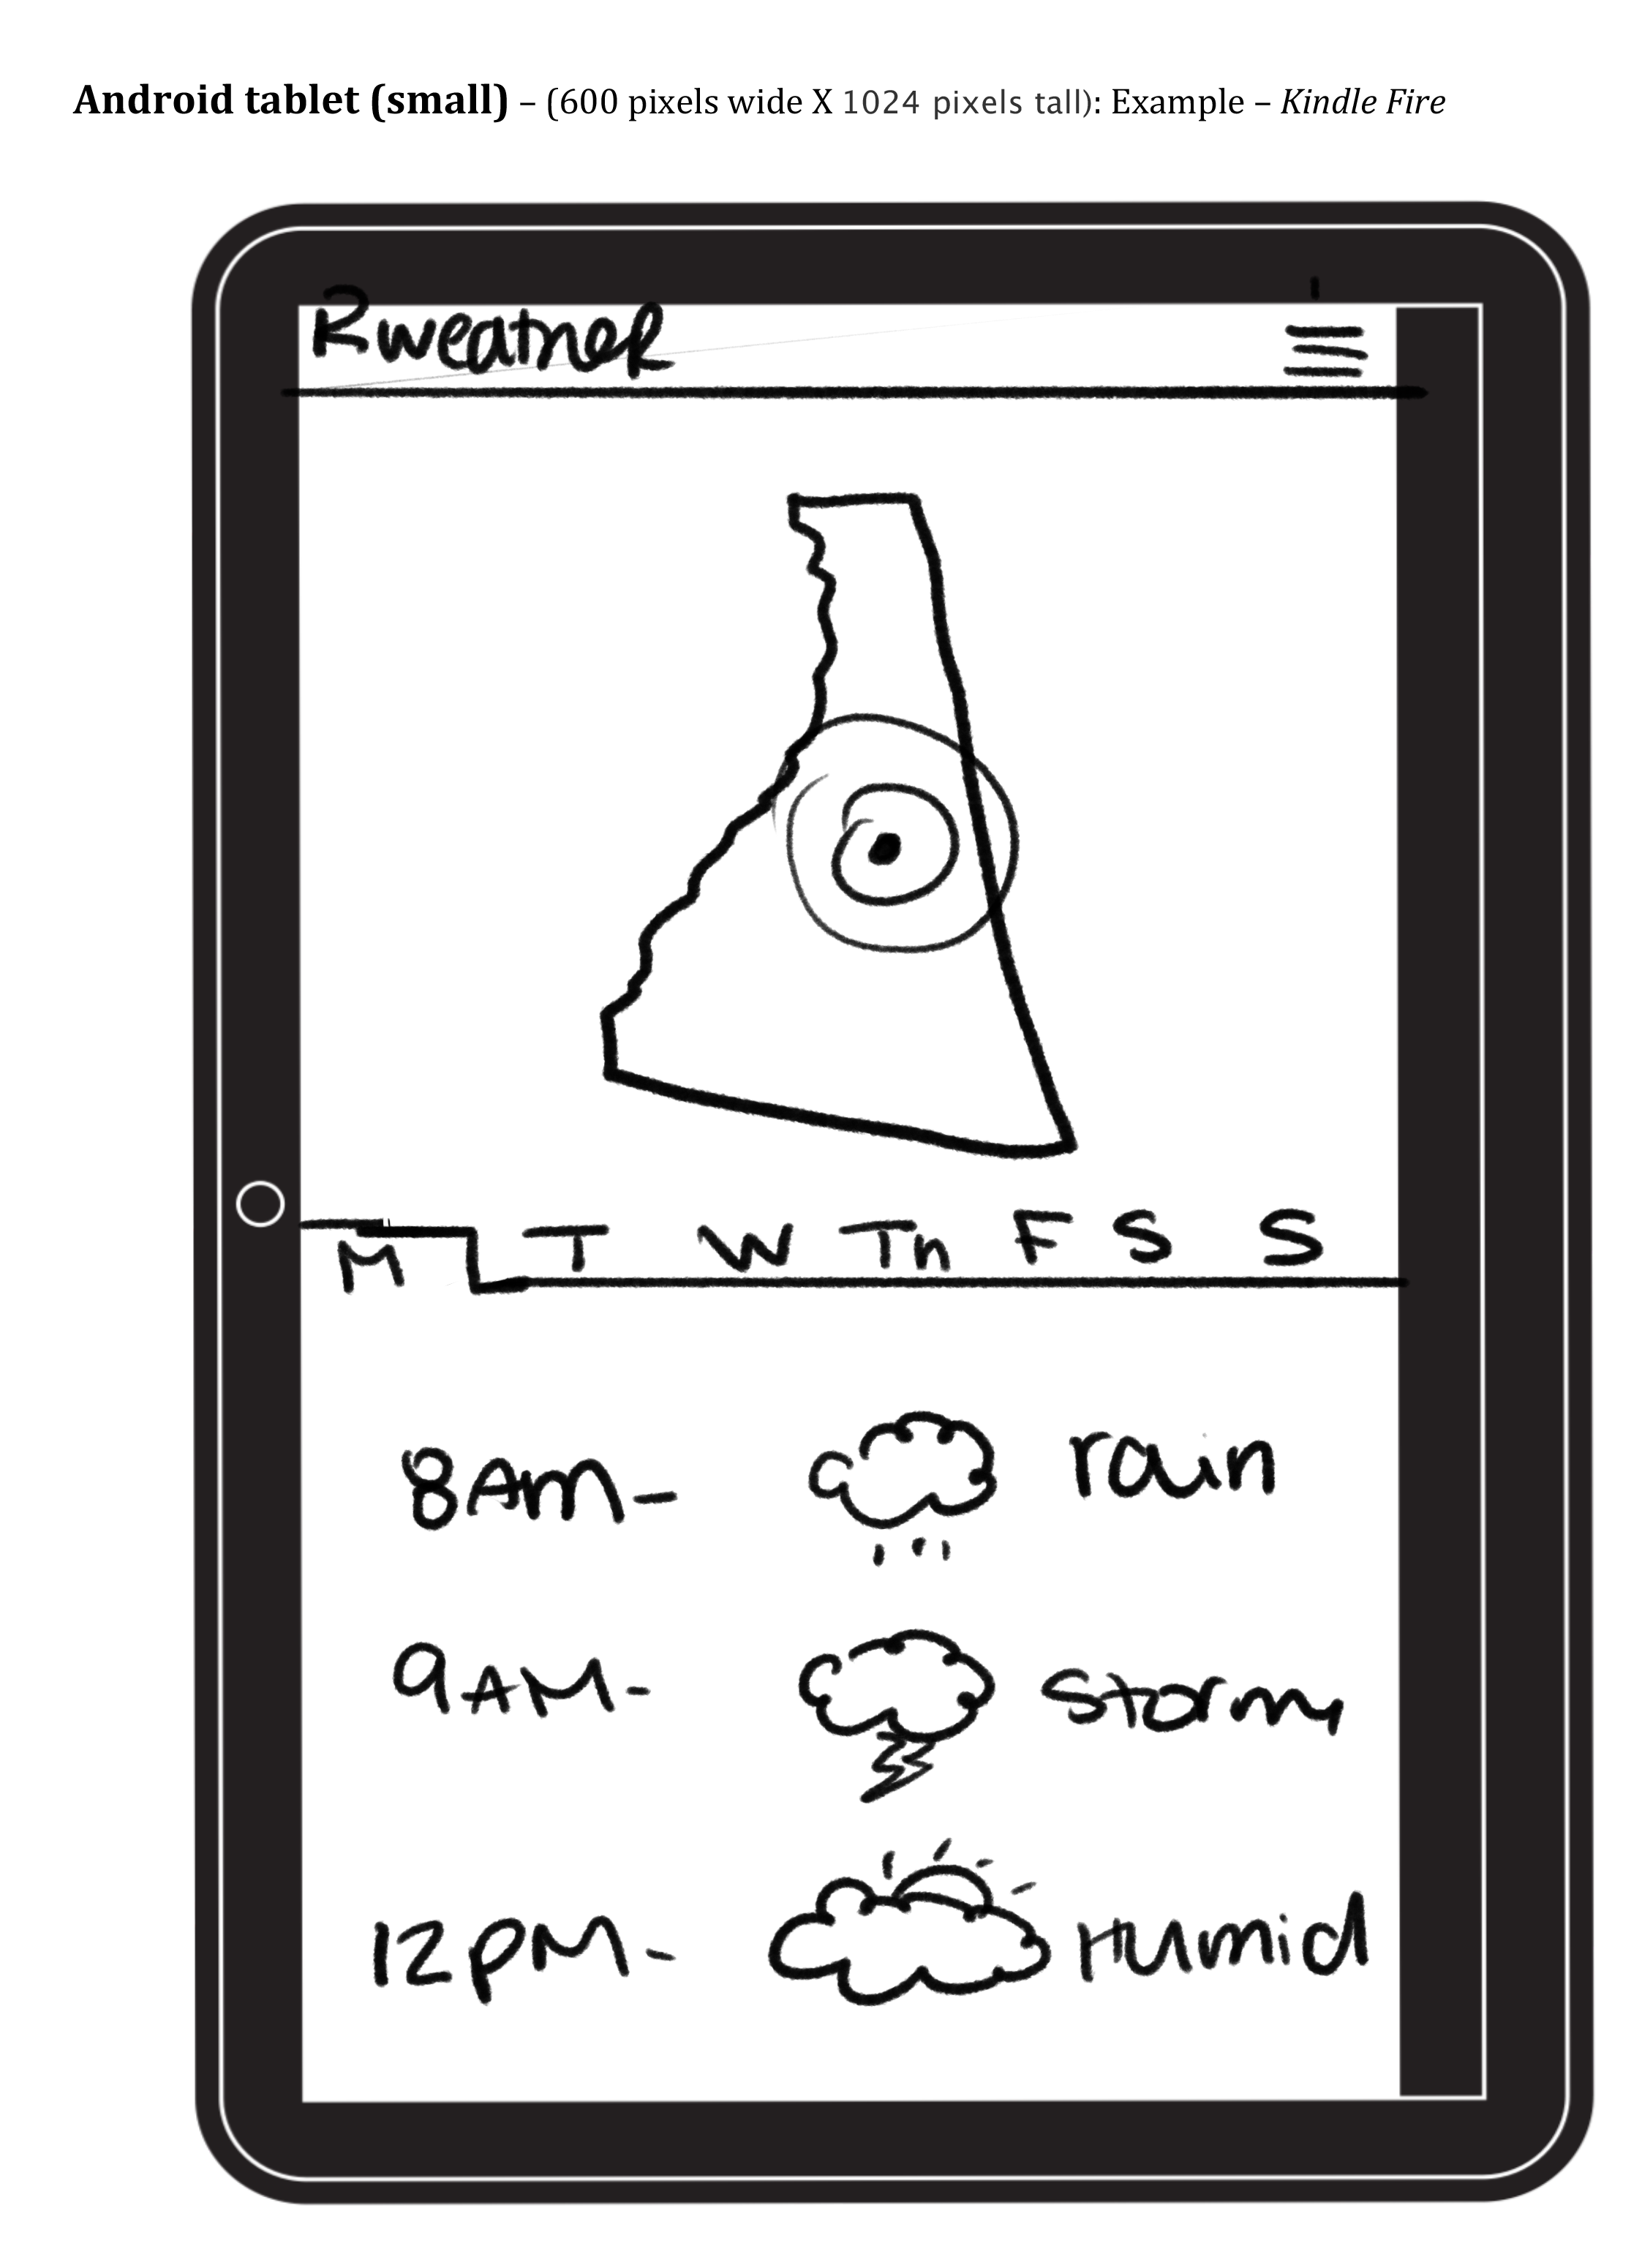 Android tablet (small) – (600 pixels wide X 1024 pixels tall): Example – Kindle Fire
Rweather
M T W Th F S S
8AM- rain
9AM- storm
12PM- Humid